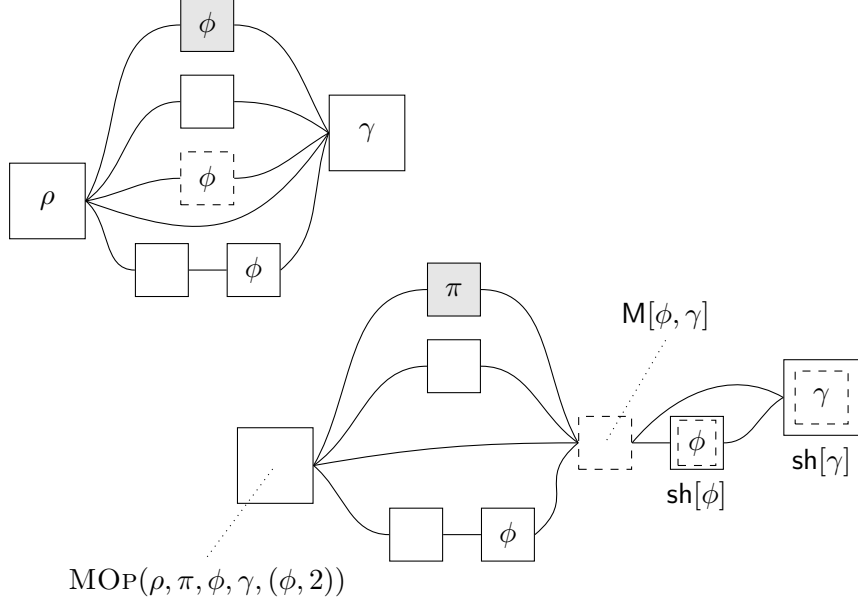 ϕ
γ
ϕ
ρ
ϕ
π
M[ϕ, γ]
γ
ϕ
sh[γ]
sh[ϕ]
ϕ
MOP(ρ, π, ϕ, γ, (ϕ, 2))